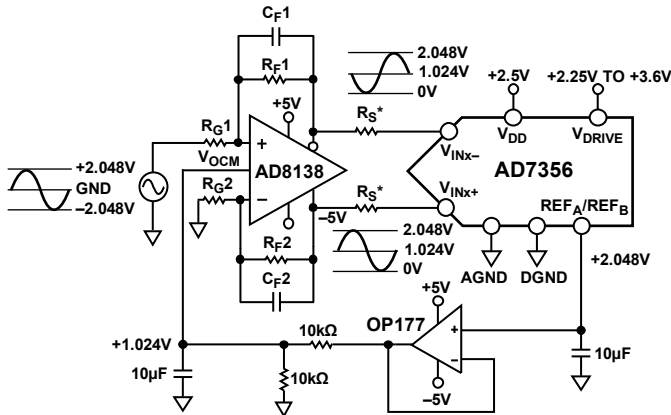 C_F1
R_F1
2.048V
1.024V
0V
+2.5V
+2.25V TO +3.6V
+5V
R_S*
R_G1
V_OCM
+
AD8138
–
V_INx–
V_DD
V_DRIVE
AD7356
+2.048V
GND
–2.048V
R_G2
R_S*
V_INx+
–5V
REF_A/REF_B
R_F2
2.048V
1.024V
0V
C_F2
AGND
DGND
+2.048V
+5V
OP177
+
–
+1.024V
10kΩ
10µF
10µF
10kΩ
–5V